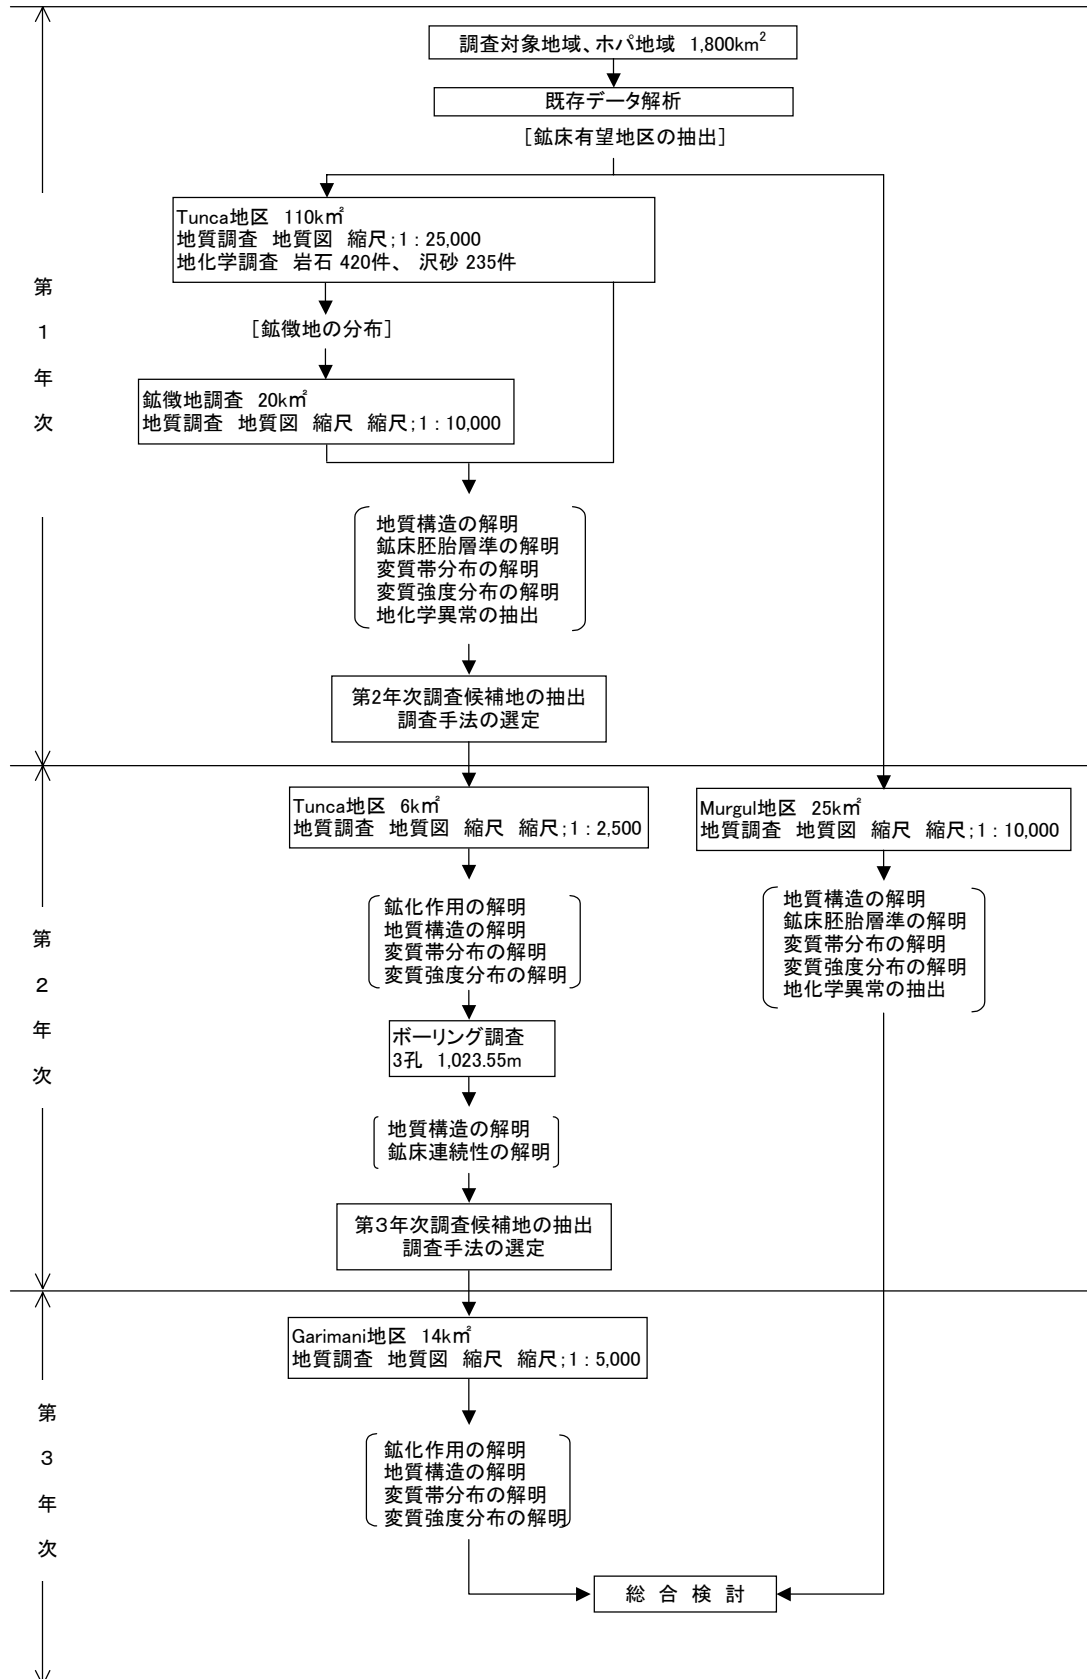 調査対象地域、ホパ地域 1,800km²
既存データ解析
[鉱床有望地区の抽出]
第1年次
Tunca地区 110k㎡
地質調査 地質図 縮尺;1:25,000
地化学調査 岩石 420件、 沢砂 235件
[鉱徴地の分布]
鉱徴地調査 20k㎡
地質調査 地質図 縮尺 縮尺;1:10,000
地質構造の解明
鉱床胚胎層準の解明
変質帯分布の解明
変質強度分布の解明
地化学異常の抽出
第2年次調査候補地の抽出
調査手法の選定
第2年次
Tunca地区 6k㎡
地質調査 地質図 縮尺 縮尺;1:2,500
鉱化作用の解明
地質構造の解明
変質帯分布の解明
変質強度分布の解明
ボーリング調査
3孔 1,023.55m
地質構造の解明
鉱床連続性の解明
第3年次調査候補地の抽出
調査手法の選定
Murgul地区 25k㎡
地質調査 地質図 縮尺 縮尺;1:10,000
地質構造の解明
鉱床胚胎層準の解明
変質帯分布の解明
変質強度分布の解明
地化学異常の抽出
第3年次
Garimani地区 14k㎡
地質調査 地質図 縮尺 縮尺;1:5,000
鉱化作用の解明
地質構造の解明
変質帯分布の解明
変質強度分布の解明
総 合 検 討